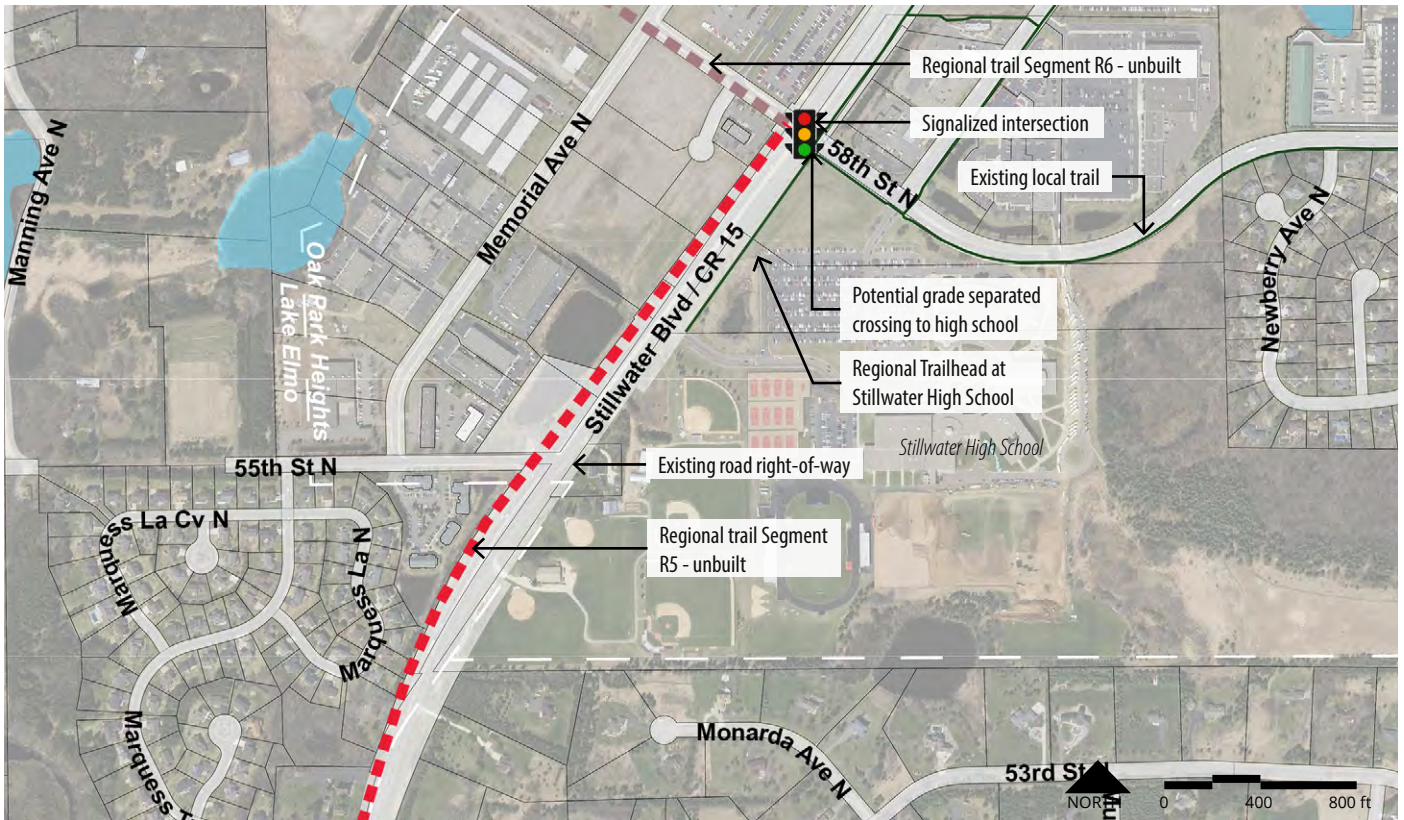 Regional trail Segment R6 - unbuilt
Signalized intersection
58th St N
Existing local trail
Manning Ave N
Memorial Ave N
Newberry Ave N
Oak Park Heights
Lake Elmo
Stillwater Blvd / CR 15
Potential grade separated
crossing to high school
Regional Trailhead at
Stillwater High School
Stillwater High School
55th St N
Existing road right-of-way
Marquess La Cv N
Marquess La N
Regional trail Segment
R5 - unbuilt
Marquess
Monarda Ave N
53rd St N
NORTH
0
400
800 ft